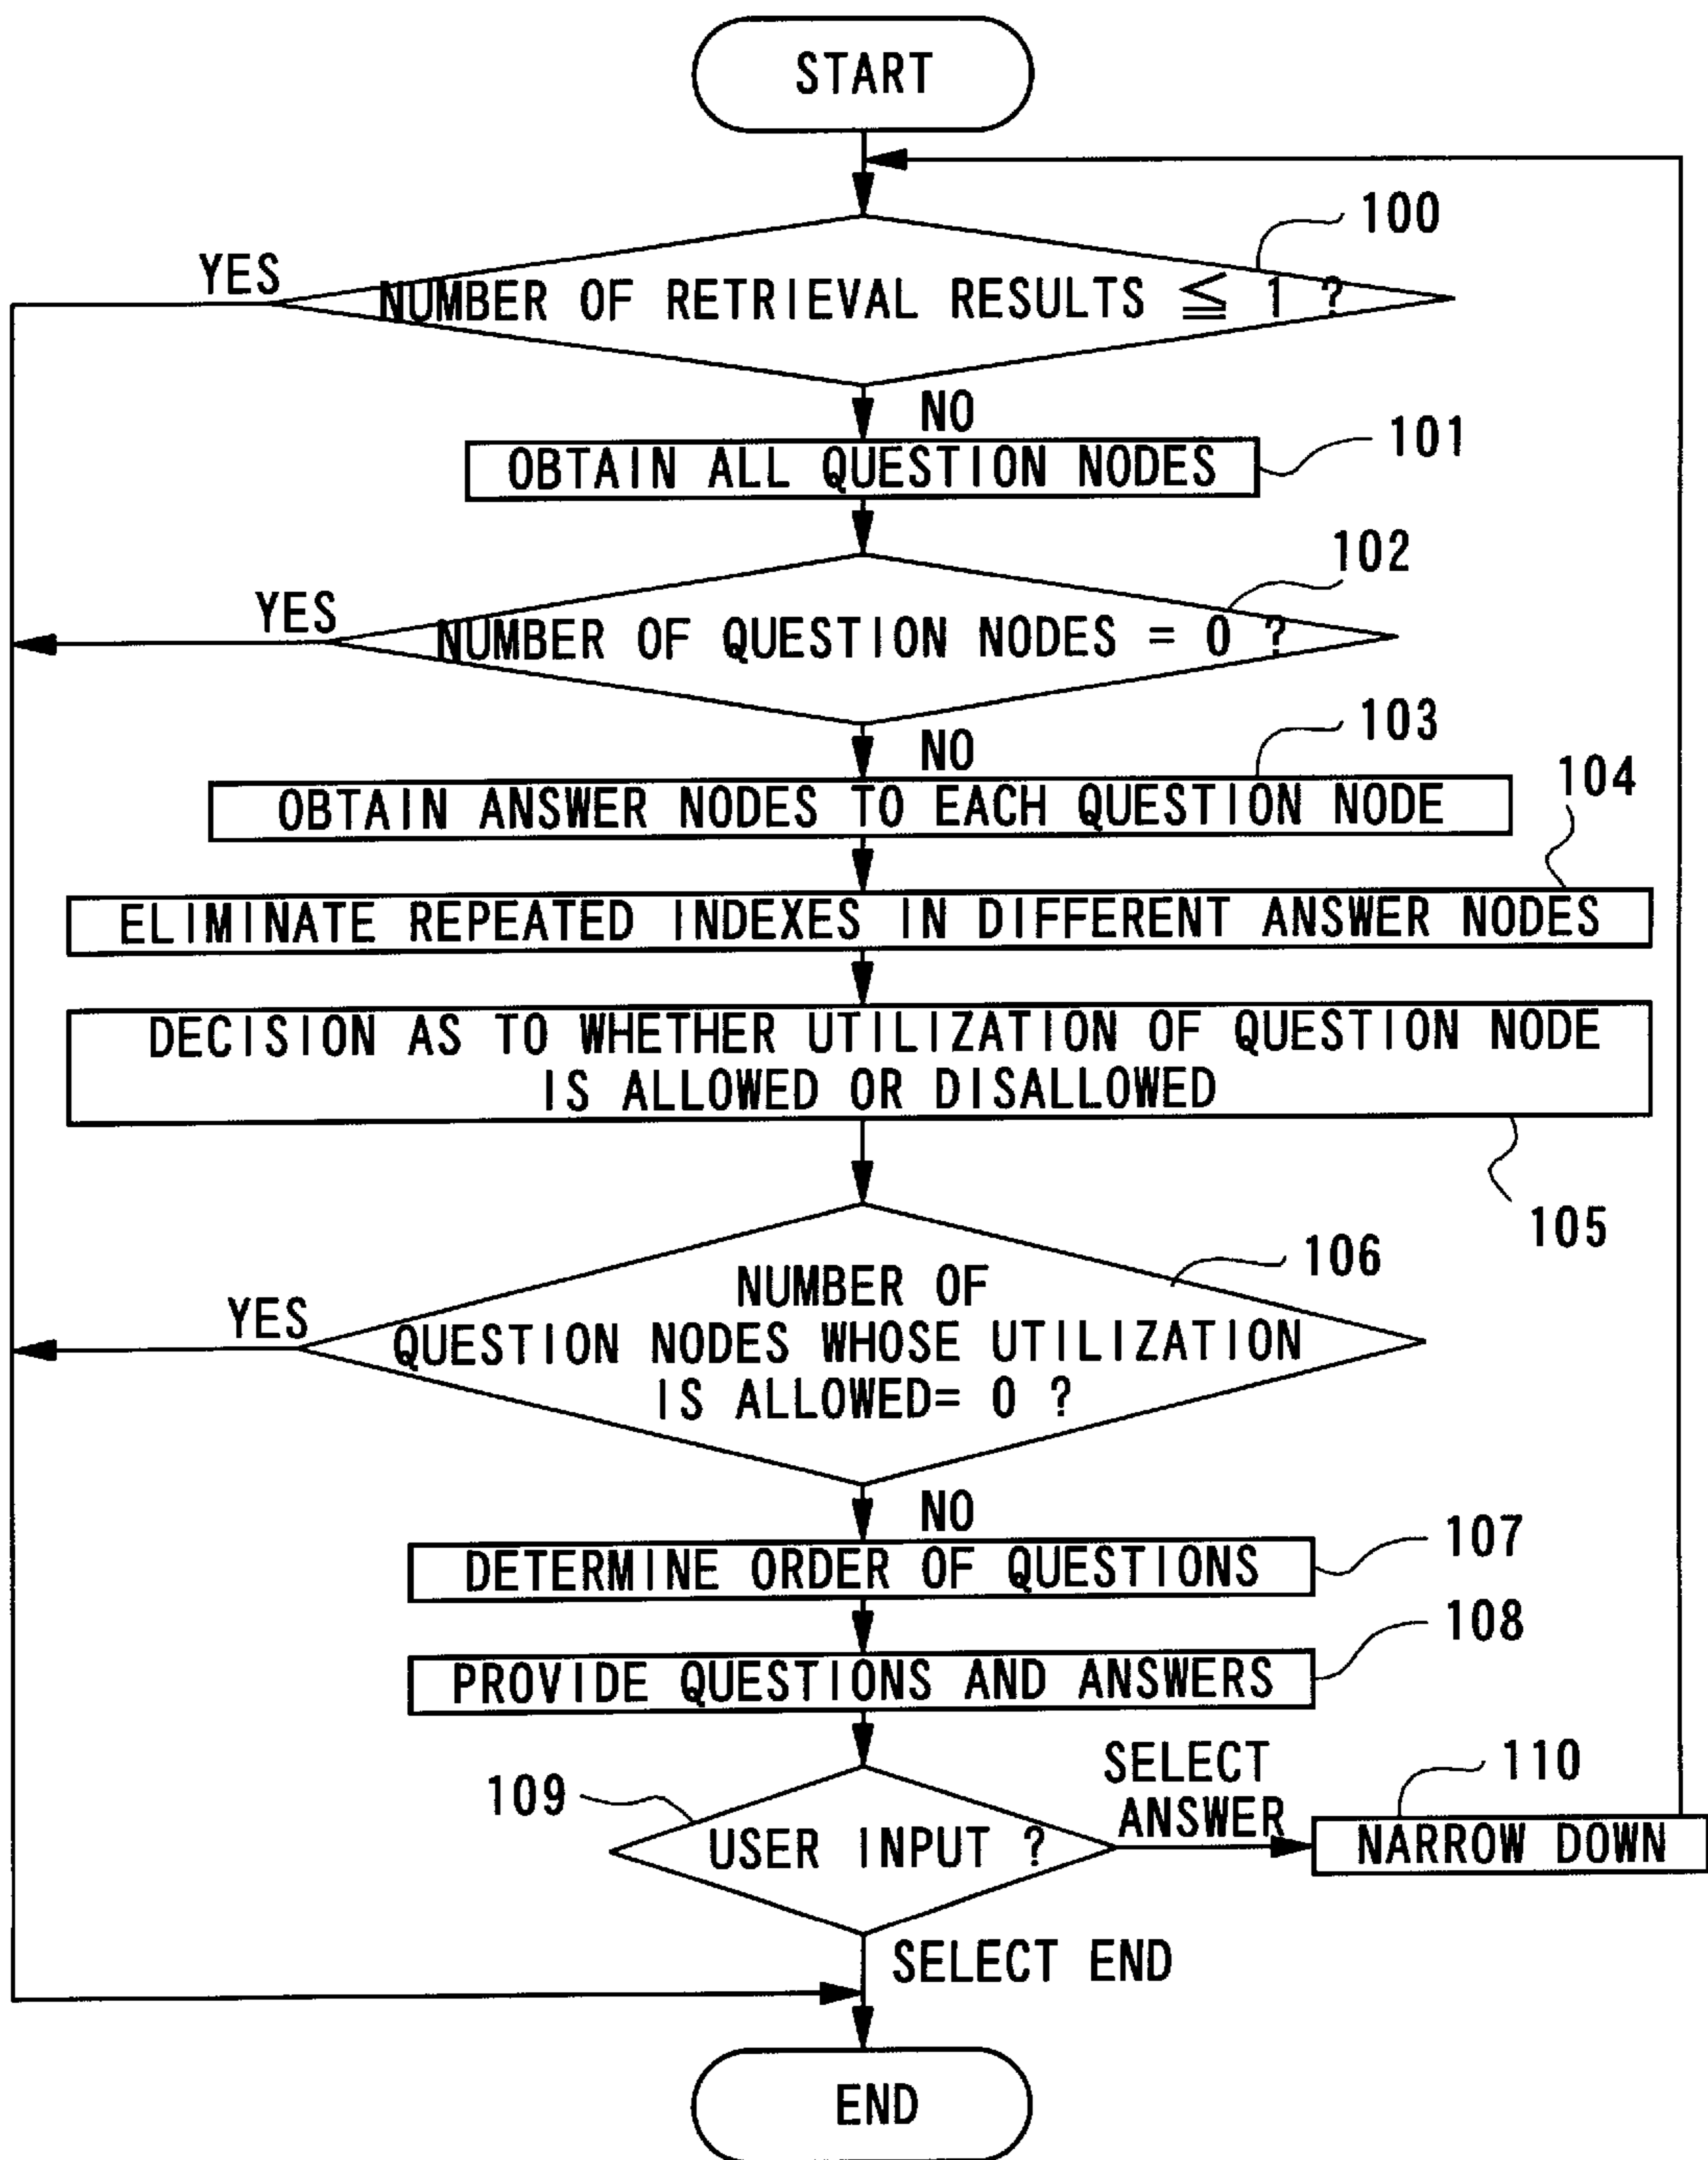 START
100
YES
NUMBER OF RETRIEVAL RESULTS ≦ 1 ?
NO
101
OBTAIN ALL QUESTION NODES
102
YES
NUMBER OF QUESTION NODES = 0 ?
103
NO
104
OBTAIN ANSWER NODES TO EACH QUESTION NODE
ELIMINATE REPEATED INDEXES IN DIFFERENT ANSWER NODES
DECISION AS TO WHETHER UTILIZATION OF QUESTION NODE
IS ALLOWED OR DISALLOWED
105
106
YES
NUMBER OF
QUESTION NODES WHOSE UTILIZATION
IS ALLOWED= 0 ?
NO
107
DETERMINE ORDER OF QUESTIONS
108
PROVIDE QUESTIONS AND ANSWERS
109
USER INPUT ?
SELECT
ANSWER
110
NARROW DOWN
SELECT END
END